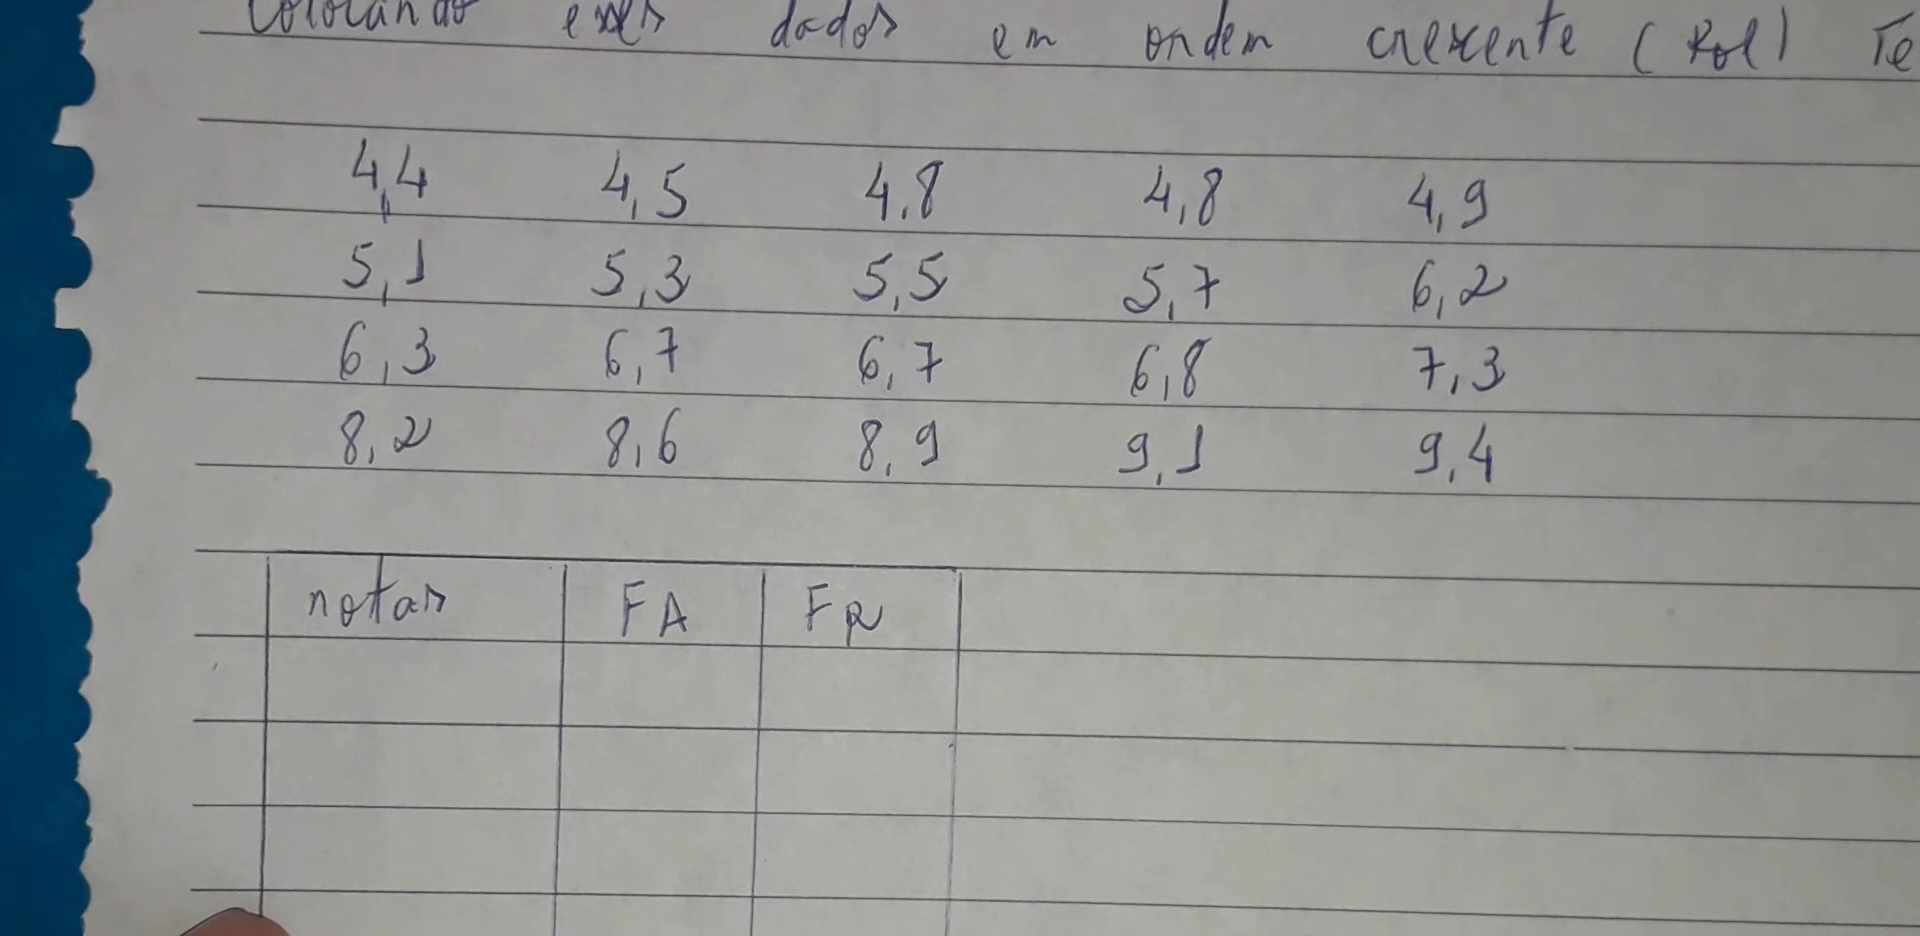 Colocando esses dados em ordem crescente (Rol) Te
4,4 4,5 4,8 4,8 4,9
5,1 5,3 5,5 5,7 6,2
6,3 6,7 6,7 6,8 7,3
8,2 8,6 8,9 9,1 9,4
notas FA FR